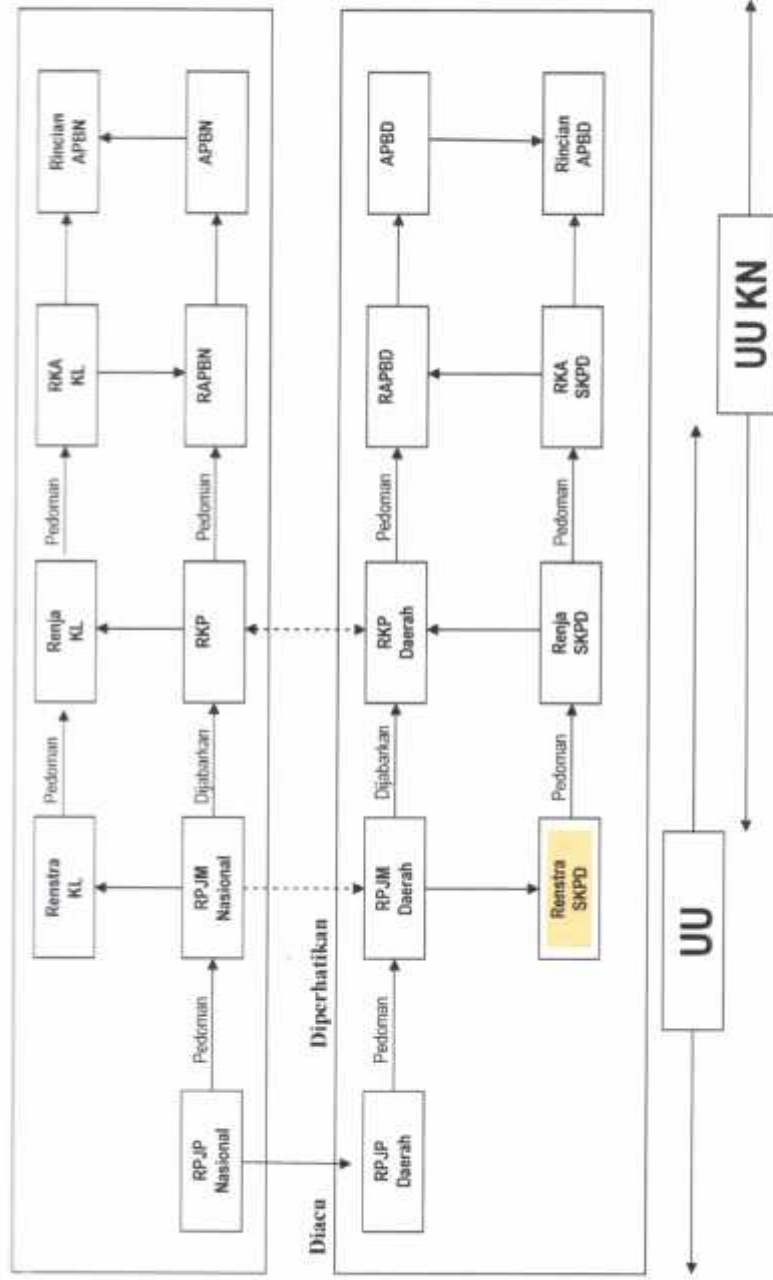 Renstra
KL
Pedoman
Renja
KL
Pedoman
RKA
KL
Rincian
APBN
RPJP
Nasional
Pedoman
RPJM
Nasional
Dijabarkan
RKP
Pedoman
RAPBN
APBN
Diacu
Diperhatikan
RPJP
Daerah
Pedoman
RPJM
Daerah
Dijabarkan
RKP
Daerah
Pedoman
RAPBD
APBD
Renstra
SKPD
Pedoman
Renja
SKPD
Pedoman
RKA
SKPD
Rincian
APBD
UU
UU KN